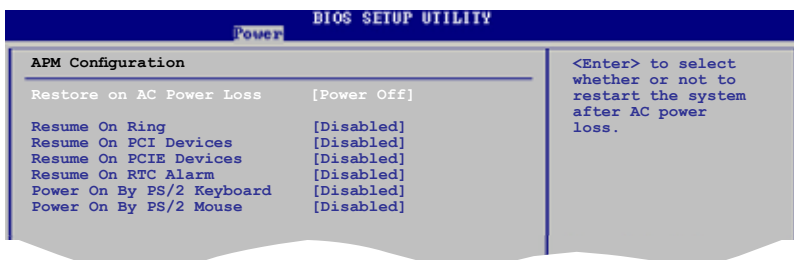 BIOS SETUP UTILITY
Power
APM Configuration
Restore on AC Power Loss [Power Off]
Resume On Ring [Disabled]
Resume On PCI Devices [Disabled]
Resume On PCIE Devices [Disabled]
Resume On RTC Alarm [Disabled]
Power On By PS/2 Keyboard [Disabled]
Power On By PS/2 Mouse [Disabled]
<Enter> to select
whether or not to
restart the system
after AC power
loss.